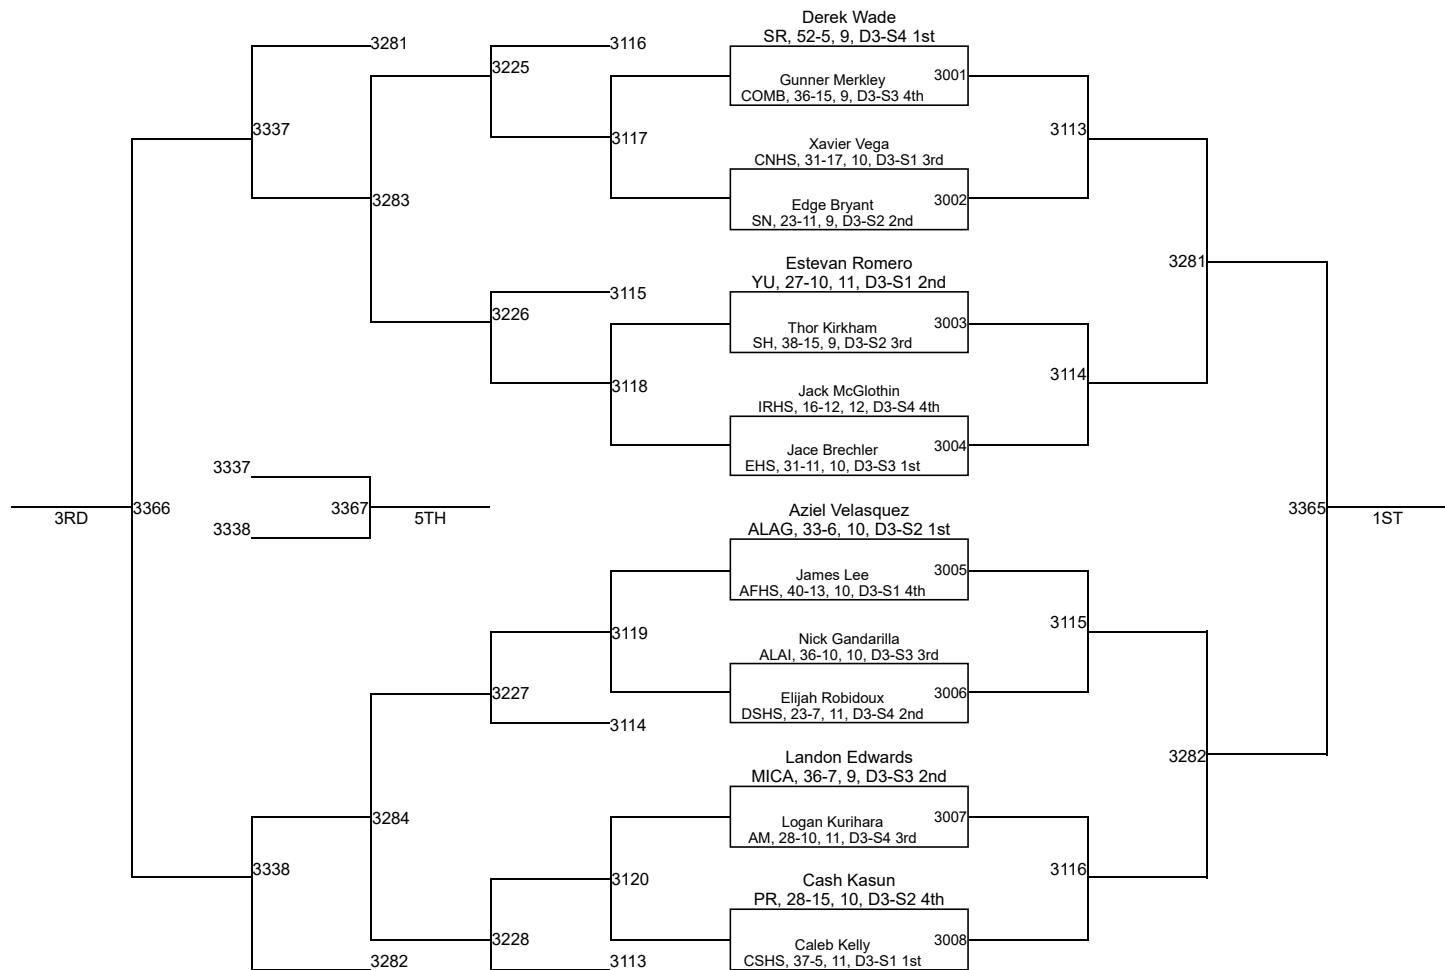 Derek Wade
SR, 52-5, 9, D3-S4 1st
3281
3116
3225
Gunner Merkley
3001
COMB, 36-15, 9, D3-S3 4th
3337
3117
3113
Xavier Vega
CNHS, 31-17, 10, D3-S1 3rd
3283
Edge Bryant
3002
SN, 23-11, 9, D3-S2 2nd
Estevan Romero
3281
YU, 27-10, 11, D3-S1 2nd
3115
3226
Thor Kirkham
3003
SH, 38-15, 9, D3-S2 3rd
3118
3114
Jack McGlothin
IRHS, 16-12, 12, D3-S4 4th
Jace Brechler
3004
EHS, 31-11, 10, D3-S3 1st
3337
3RD
3366
3367
5TH
3338
Aziel Velasquez
3365
1ST
ALAG, 33-6, 10, D3-S2 1st
James Lee
3005
AFHS, 40-13, 10, D3-S1 4th
3119
3115
Nick Gandarilla
ALAI, 36-10, 10, D3-S3 3rd
3227
Elijah Robidoux
3006
DSHS, 23-7, 11, D3-S4 2nd
3114
Landon Edwards
3282
MICA, 36-7, 9, D3-S3 2nd
3284
Logan Kurihara
3007
AM, 28-10, 11, D3-S4 3rd
3338
3120
3116
Cash Kasun
PR, 28-15, 10, D3-S2 4th
3228
Caleb Kelly
3008
CSHS, 37-5, 11, D3-S1 1st
3282
3113